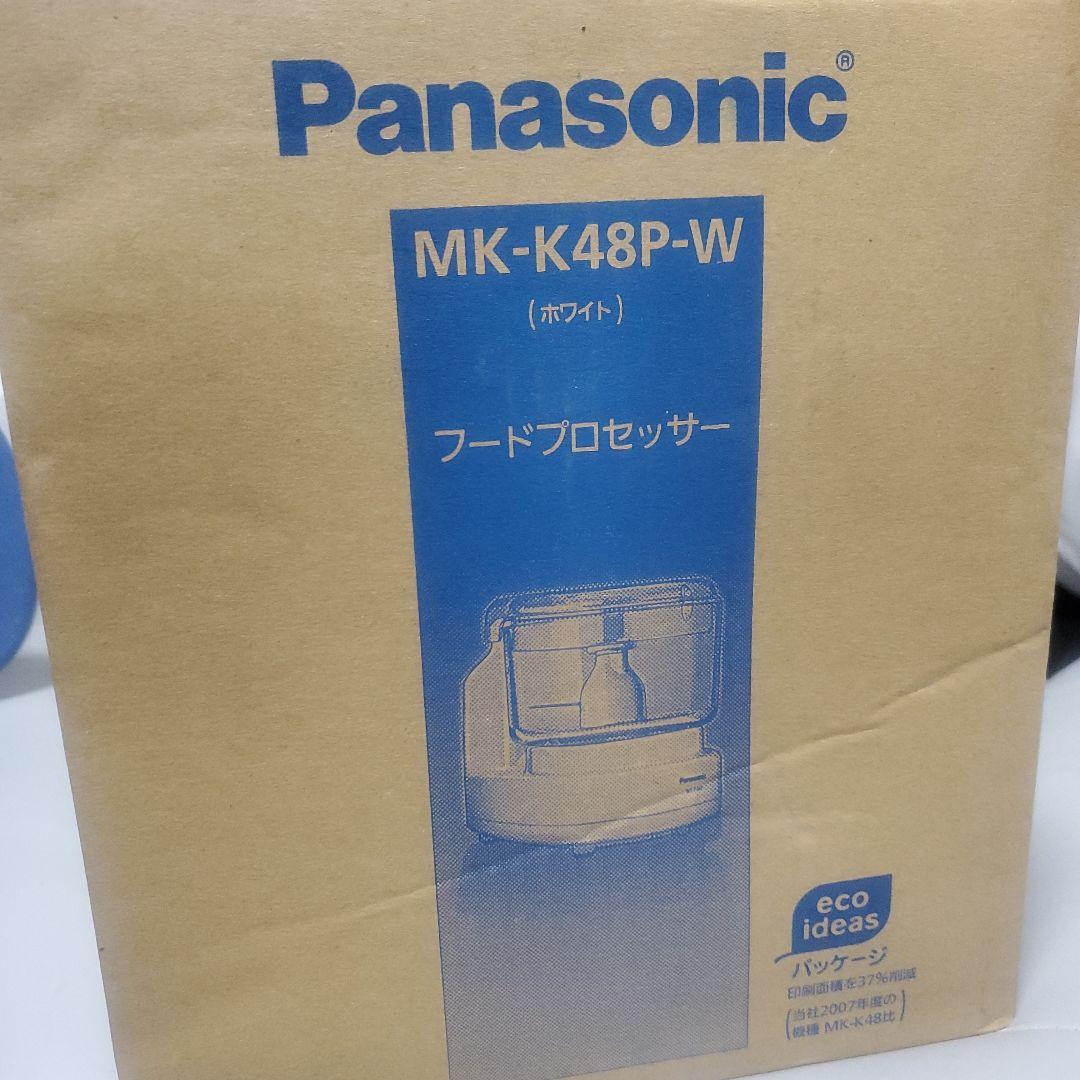 Panasonic®
MK-K48P-W
(ホワイト)
フードプロセッサー
Panasonic
eco
ideas
パッケージ
印刷面積を37%削減
(当社2007年度の
機種 MK-K48比)